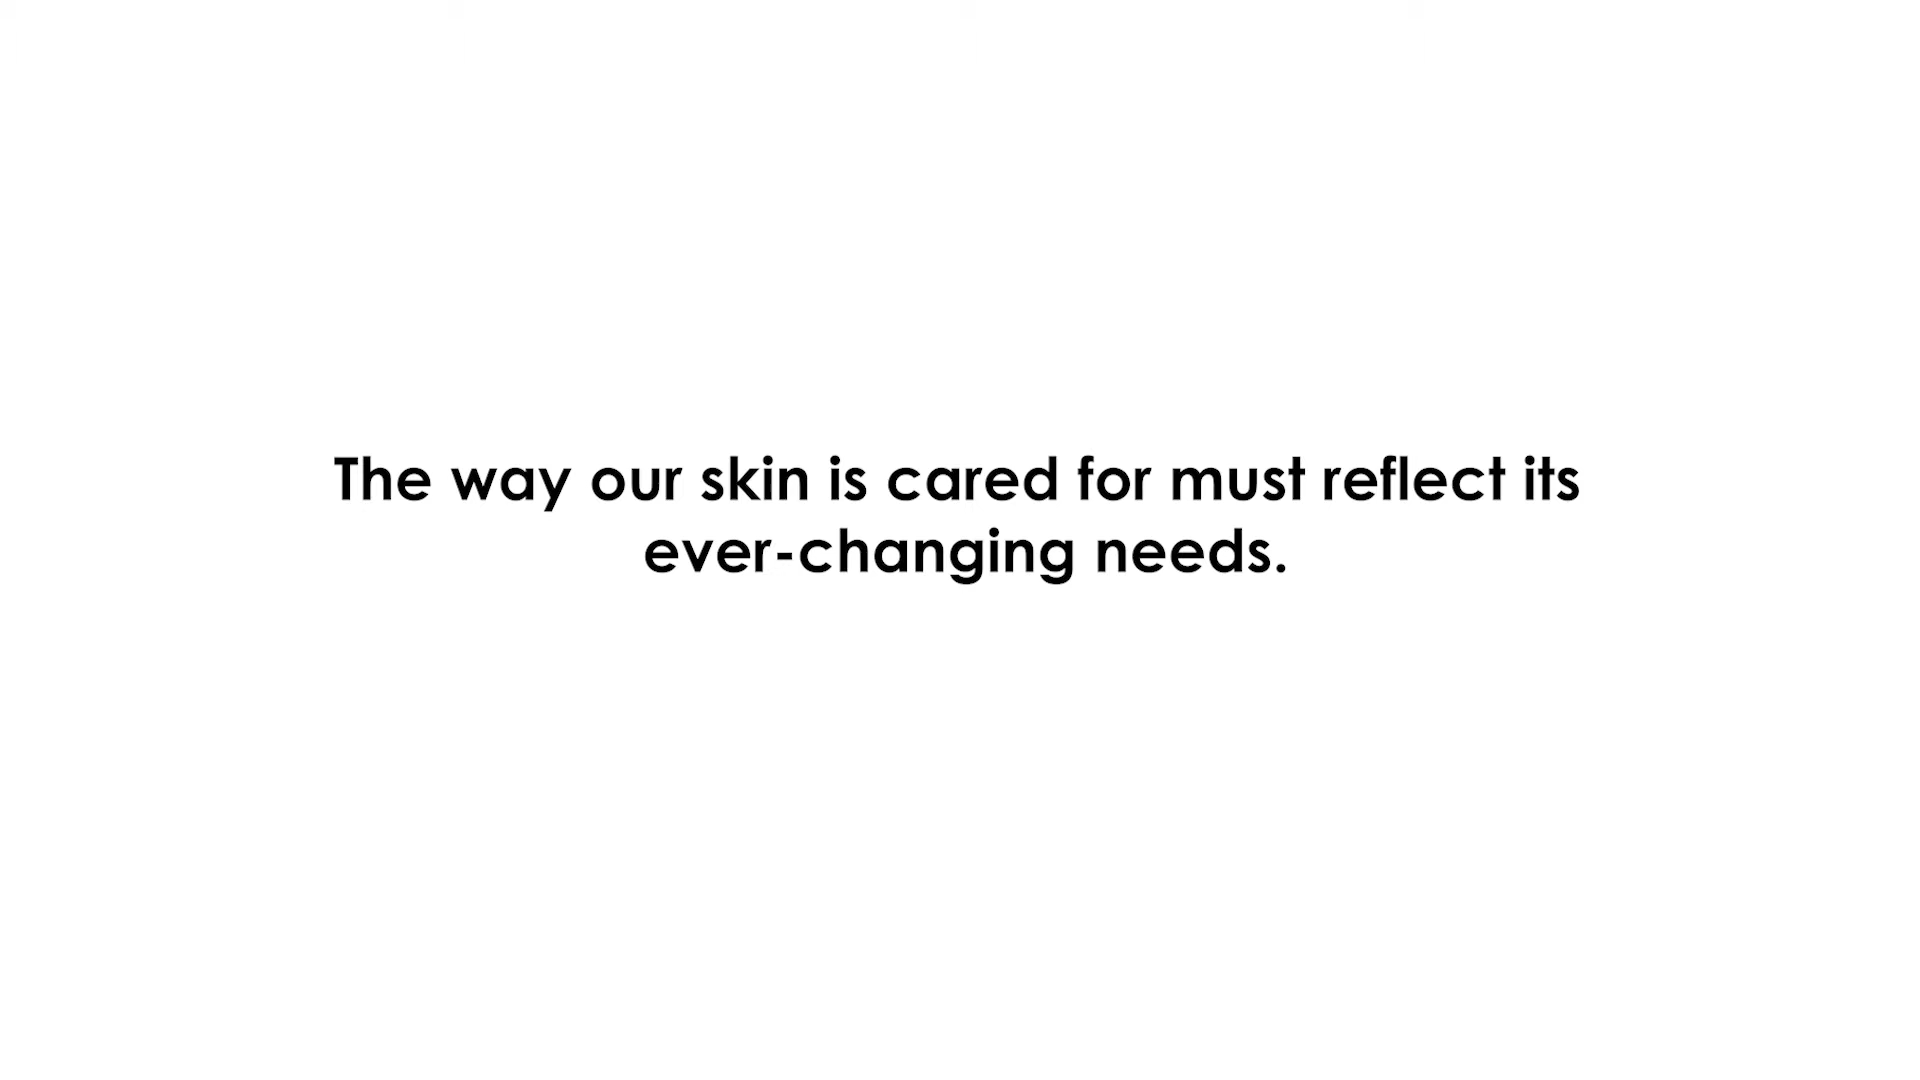 The way our skin is cared for must reflect its
ever-changing needs.